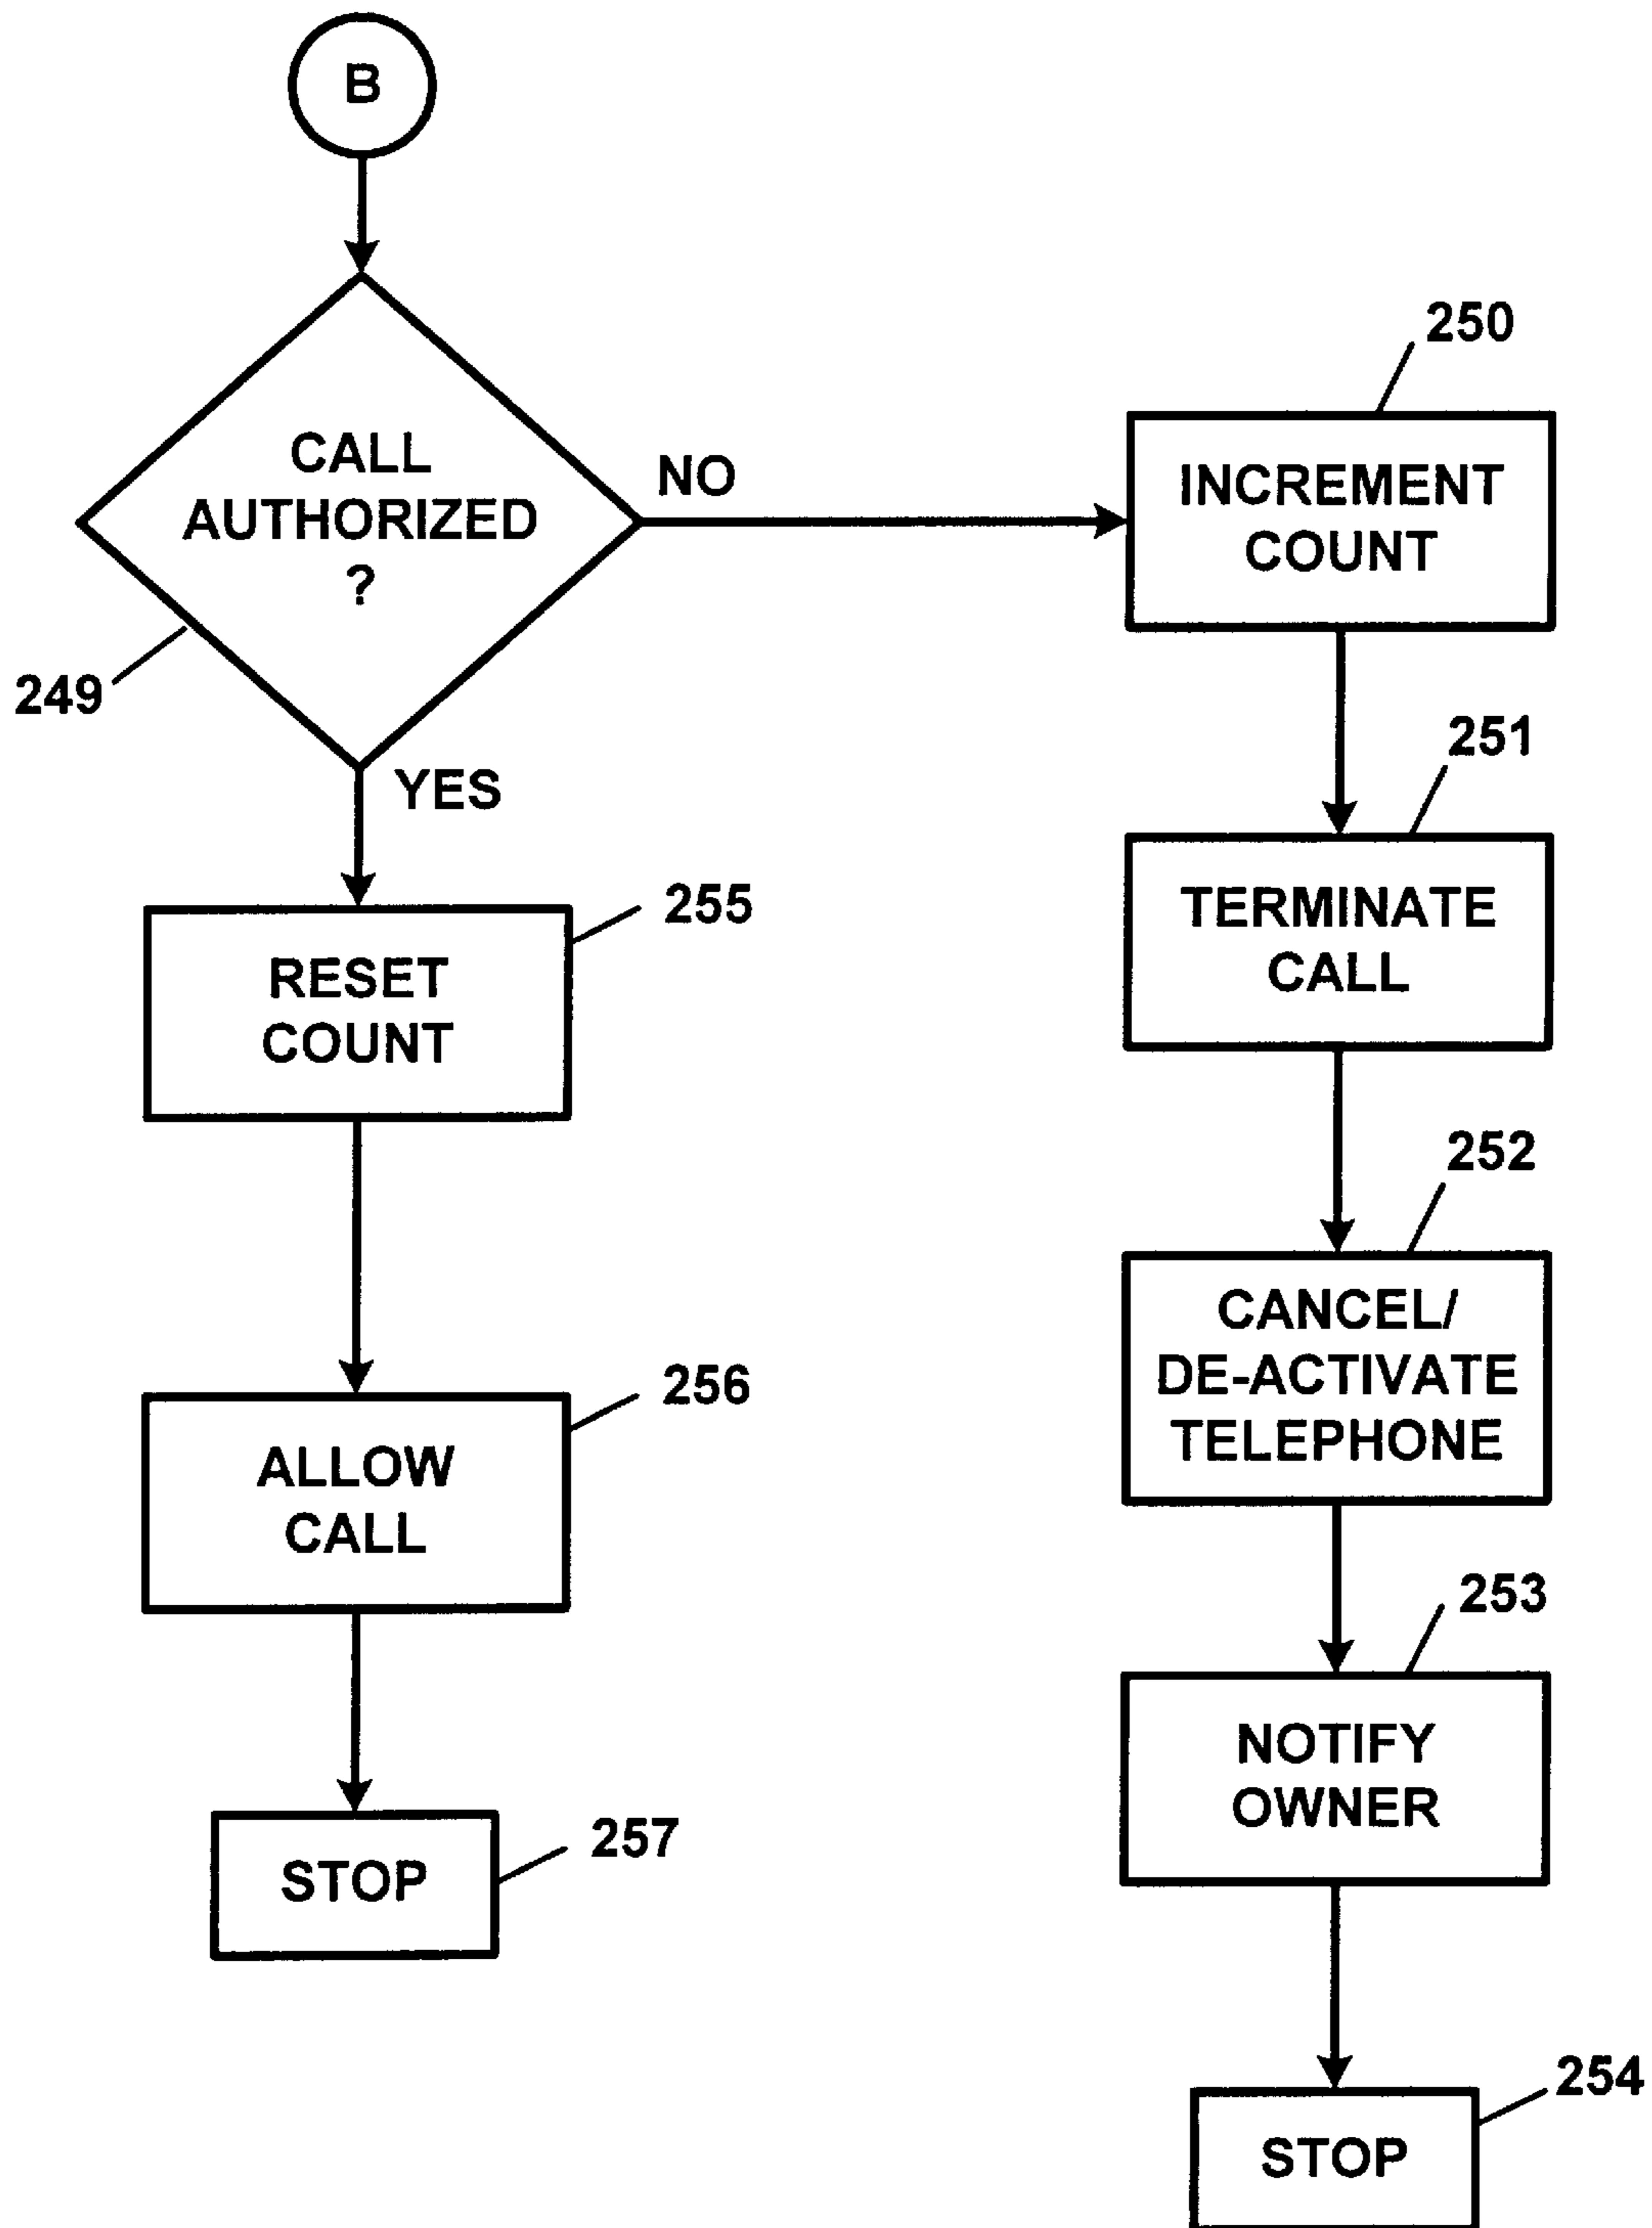 B
CALL
AUTHORIZED
?
NO
249
YES
250
INCREMENT
COUNT
251
TERMINATE
CALL
252
CANCEL/
DE-ACTIVATE
TELEPHONE
253
NOTIFY
OWNER
254
STOP
255
RESET
COUNT
256
ALLOW
CALL
257
STOP